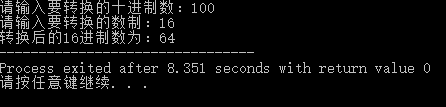 请输入要转换的十进制数：100
请输入要转换的数制：16
转换后的16进制数为：64
--------------------------------
Process exited after 8.351 seconds with return value 0
请按任意键继续. . .